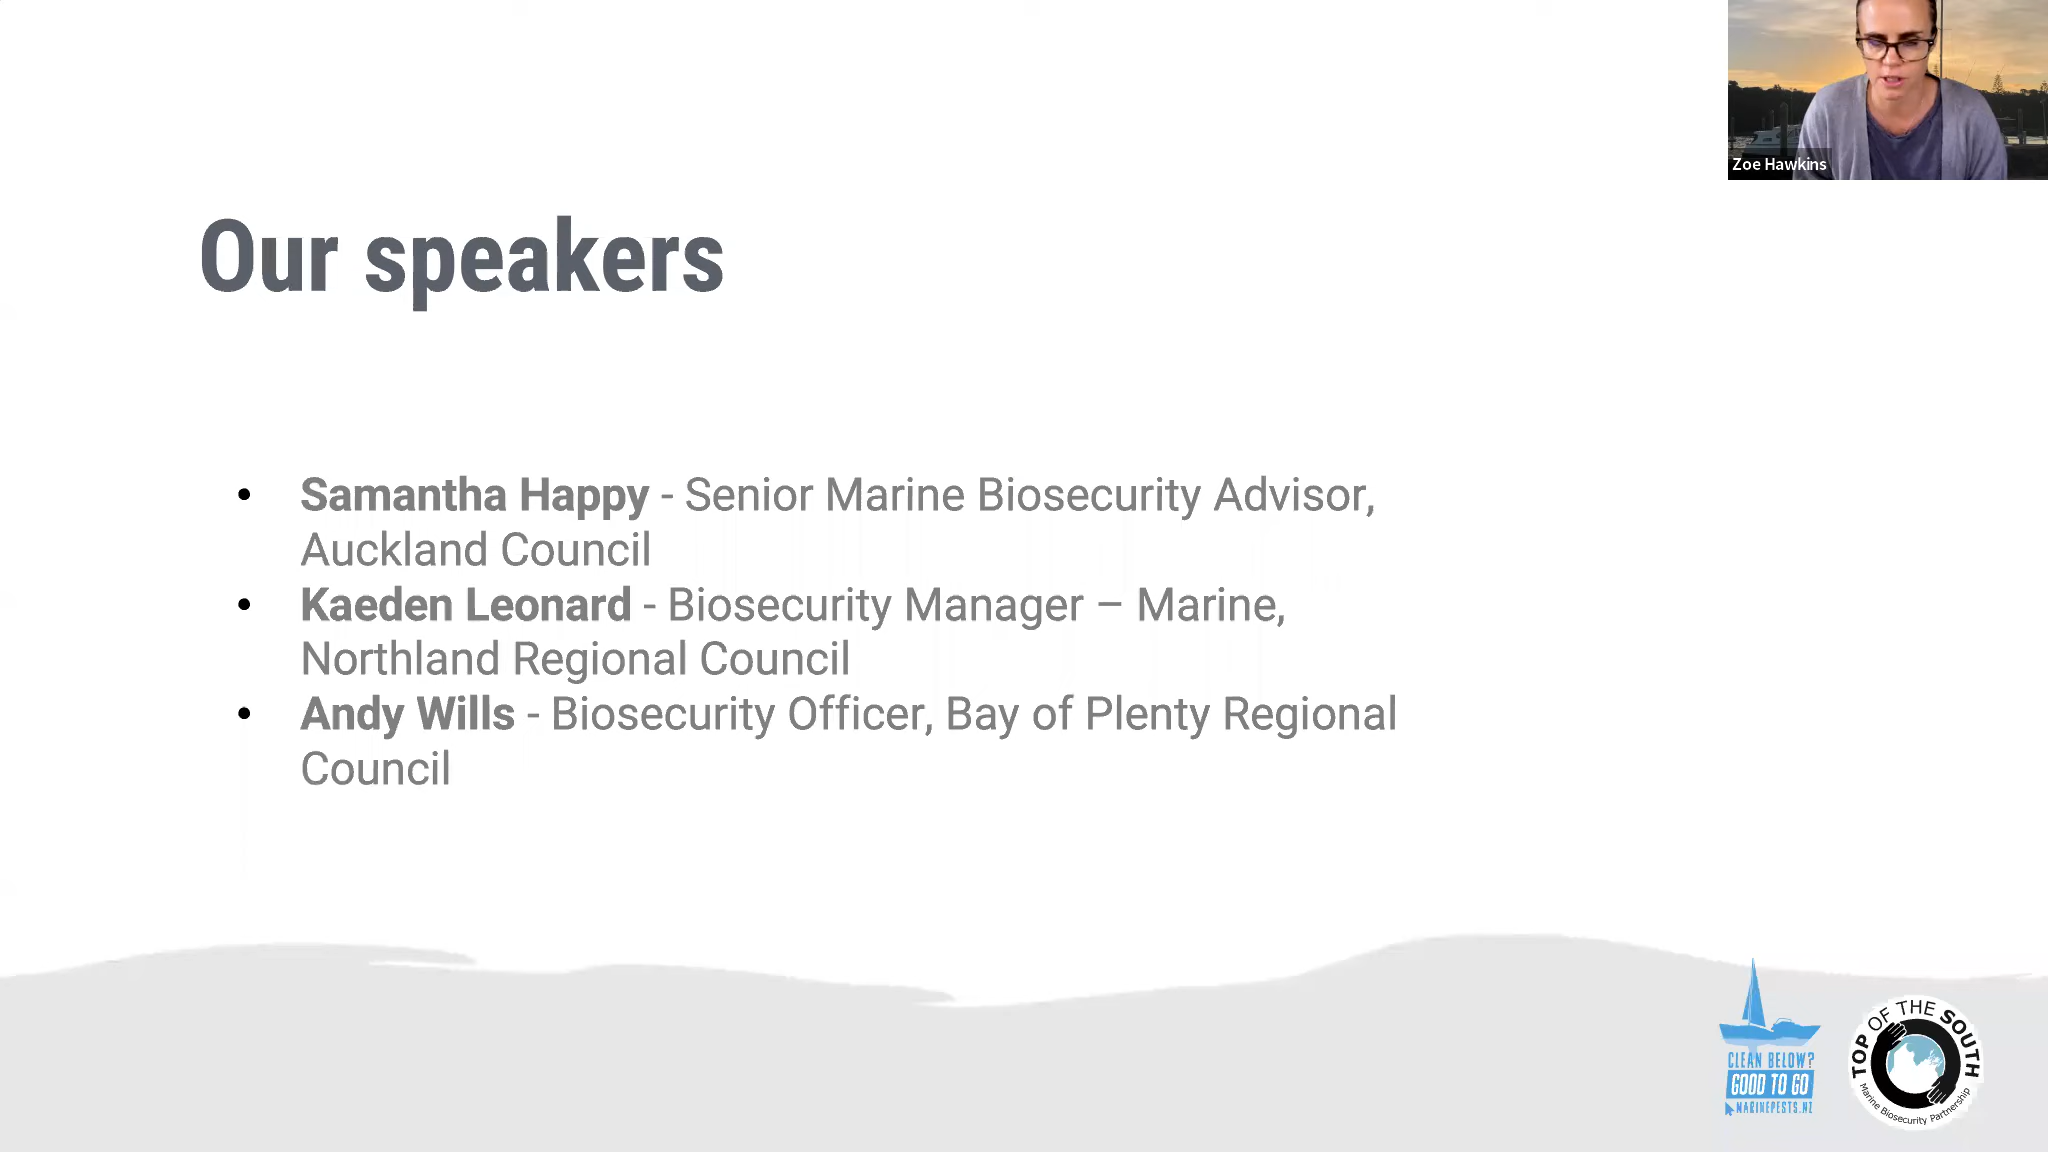 Zoe Hawkins
Our speakers
• Samantha Happy - Senior Marine Biosecurity Advisor,
Auckland Council
• Kaeden Leonard - Biosecurity Manager – Marine,
Northland Regional Council
• Andy Wills - Biosecurity Officer, Bay of Plenty Regional
Council
CLEAN BELOW?
GOOD TO GO
MARINEPESTS.NZ
TOP OF THE SOUTH
Marine Biosecurity Partnership